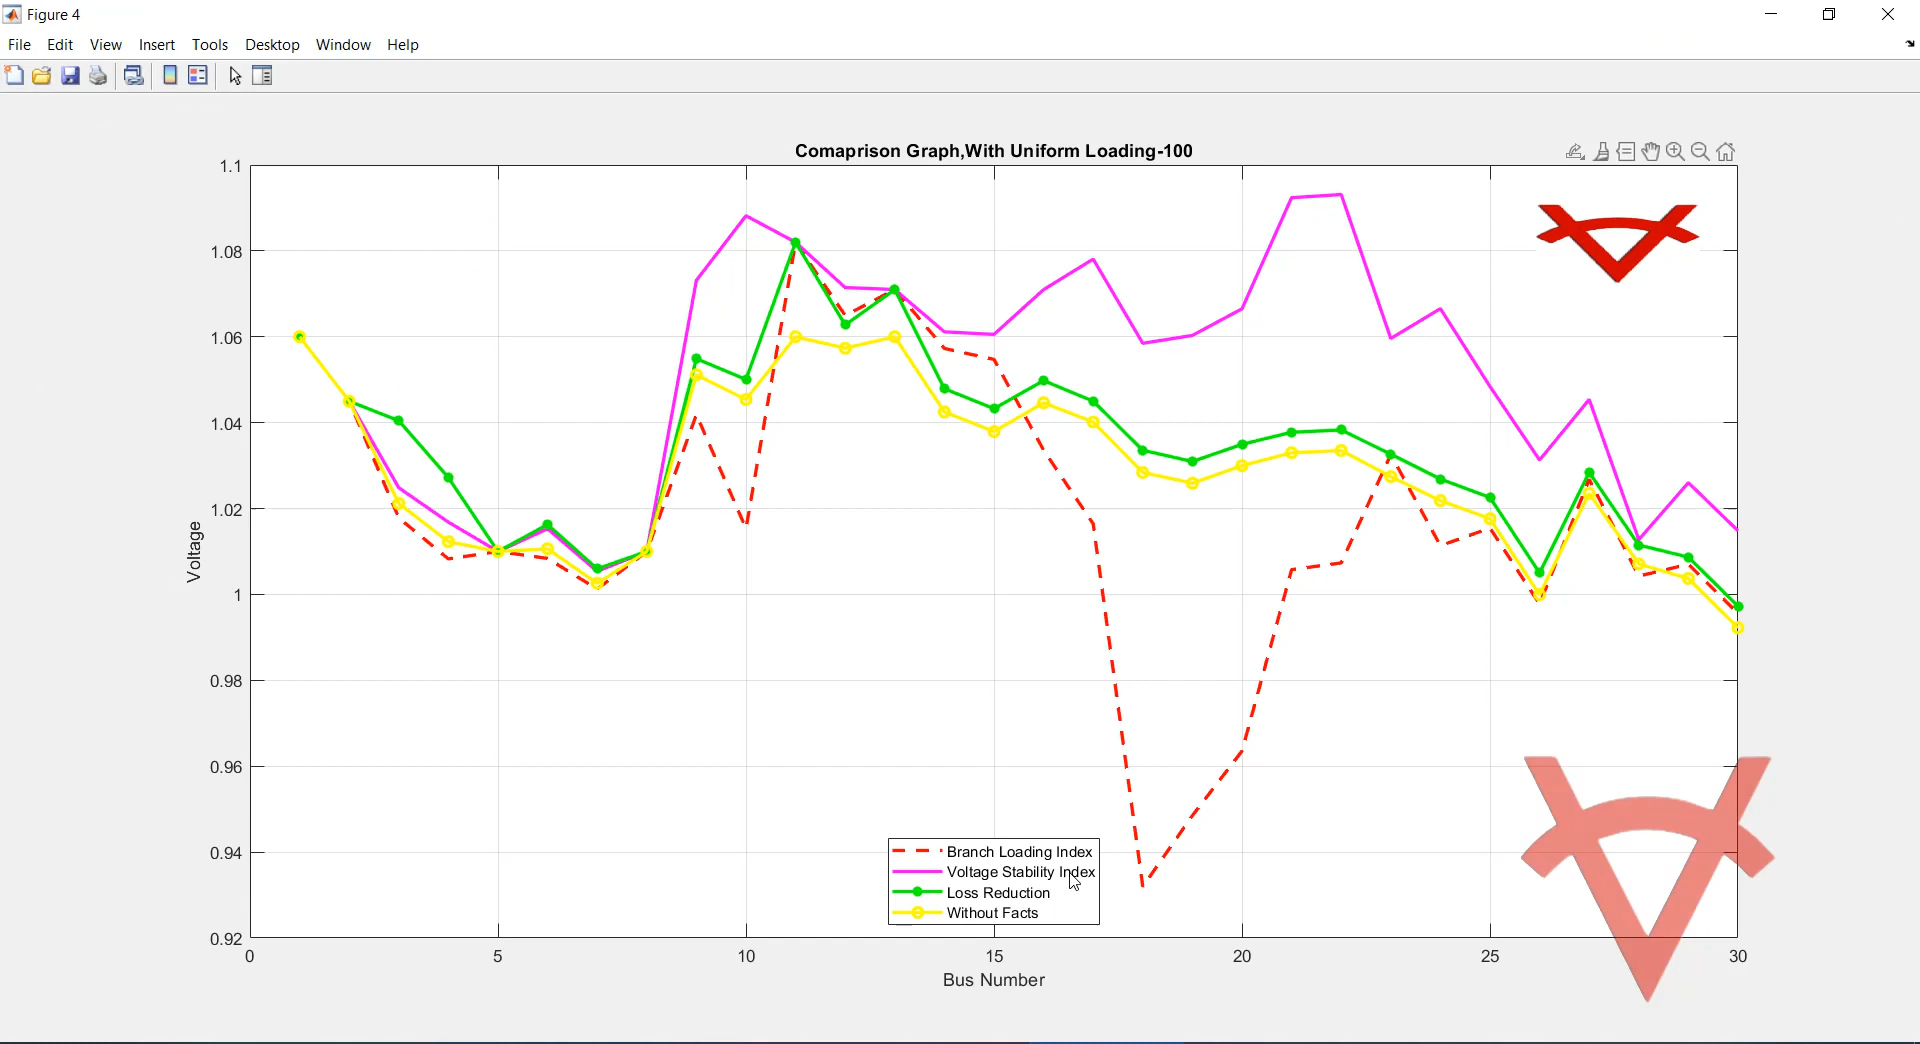 Figure 4
File Edit View Insert Tools Desktop Window Help
Comaprison Graph,With Uniform Loading-100
1.1
1.08
1.06
1.04
1.02
1
0.98
0.96
0.94
0.92
Voltage
Branch Loading Index
Voltage Stability Index
Loss Reduction
Without Facts
0 5 10 15 20 25 30
Bus Number